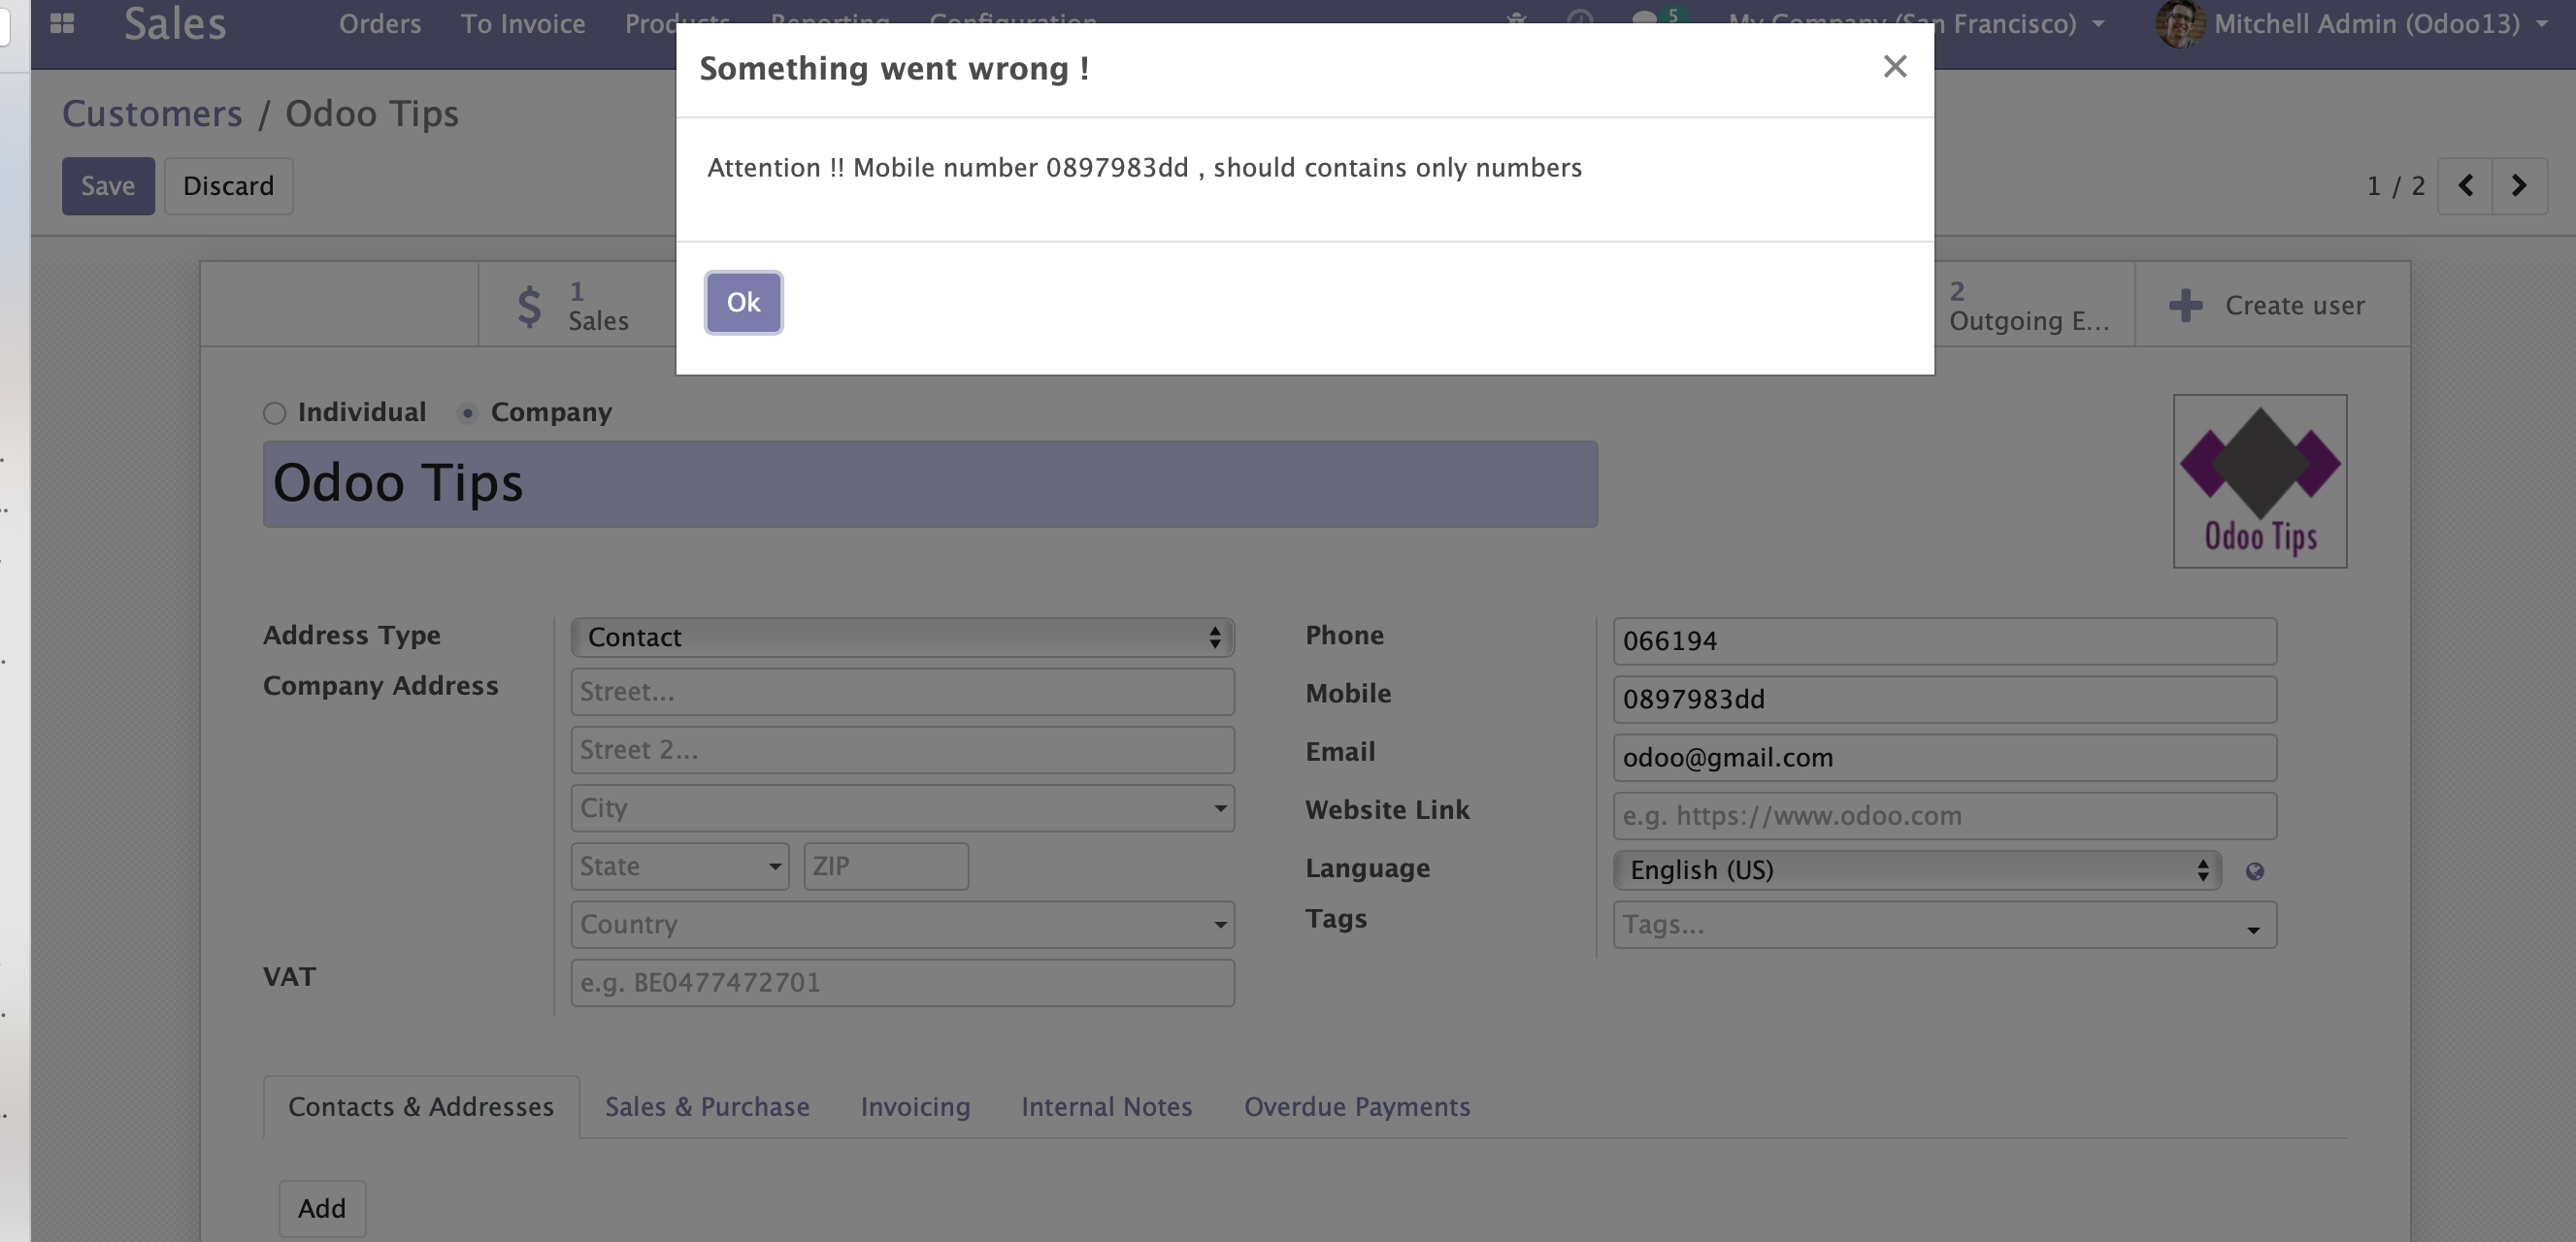 Sales
Orders
To Invoice
Products
Reporting
Configuration
5
My Company (San Francisco)
Mitchell Admin (Odoo13)
Something went wrong !
Attention !! Mobile number 0897983dd , should contains only numbers
Ok
Customers / Odoo Tips
Save
Discard
1 / 2
1
Sales
2
Outgoing E...
Create user
Individual
Company
Odoo Tips
Odoo Tips
Address Type
Contact
Company Address
Street...
Street 2...
City
State
ZIP
Country
VAT
e.g. BE0477472701
Phone
066194
Mobile
0897983dd
Email
odoo@gmail.com
Website Link
e.g. https://www.odoo.com
Language
English (US)
Tags
Tags...
Contacts & Addresses
Sales & Purchase
Invoicing
Internal Notes
Overdue Payments
Add